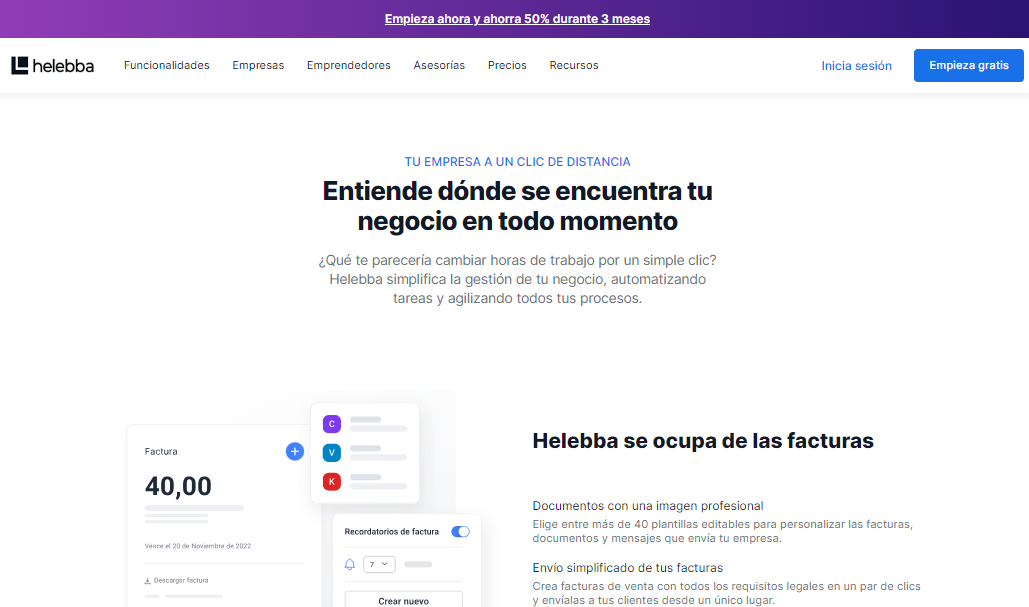 Empieza ahora y ahorra 50% durante 3 meses
helebba
Funcionalidades
Empresas
Emprendedores
Asesorías
Precios
Recursos
Inicia sesión
Empieza gratis
TU EMPRESA A UN CLIC DE DISTANCIA
Entiende dónde se encuentra tu
negocio en todo momento
¿Qué te parecería cambiar horas de trabajo por un simple clic?
Helebba simplifica la gestión de tu negocio, automatizando
tareas y agilizando todos tus procesos.
Factura
40,00
Vence el 20 de Noviembre de 2022
Descargar factura
C
V
K
Recordatorios de factura
7
Crear nuevo
Helebba se ocupa de las facturas
Documentos con una imagen profesional
Elige entre más de 40 plantillas editables para personalizar las facturas,
documentos y mensajes que envía tu empresa.
Envío simplificado de tus facturas
Crea facturas de venta con todos los requisitos legales en un par de clics
y envíalas a tus clientes desde un único lugar.